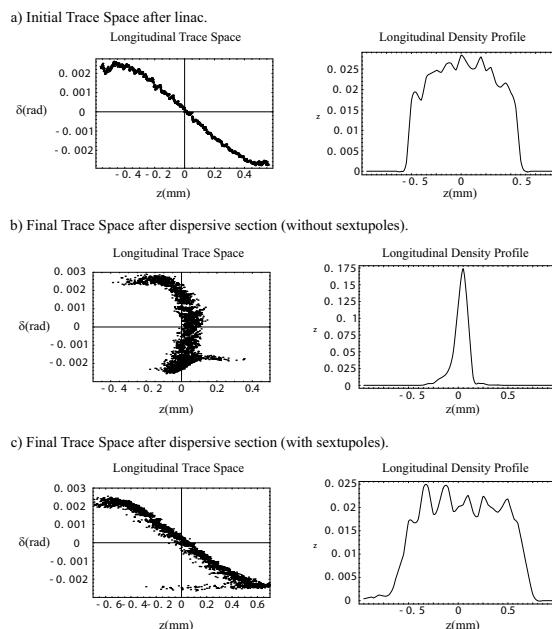 a) Initial Trace Space after linac.
Longitudinal Trace Space
Longitudinal Density Profile
0. 002
0. 001
δ(rad)
0
- 0. 001
- 0. 002
- 0. 4 - 0. 2 0 0. 2 0. 4
z(mm)
0. 025
0. 02
z
0. 015
0. 01
0. 005
0
- 0. 5 0 0.5
z(mm)
b) Final Trace Space after dispersive section (without sextupoles).
Longitudinal Trace Space
Longitudinal Density Profile
0. 003
0. 002
0. 001
δ(rad)
0
- 0. 001
- 0. 002
- 0. 4 - 0. 2 0 0. 2 0. 4
z(mm)
0. 175
0. 15
0. 125
z
0. 1
0. 075
0. 05
0. 025
0
- 0. 5 0 0.5
z(mm)
c) Final Trace Space after dispersive section (with sextupoles).
Longitudinal Trace Space
Longitudinal Density Profile
0. 003
0. 002
0. 001
δ(rad)
0
- 0. 001
- 0. 002
- 0. 6- 0. 4- 0. 2 0 0. 2 0. 4 0. 6
z(mm)
0. 025
0. 02
z
0. 015
0. 01
0. 005
0
- 0. 5 0 0.5
z(mm)